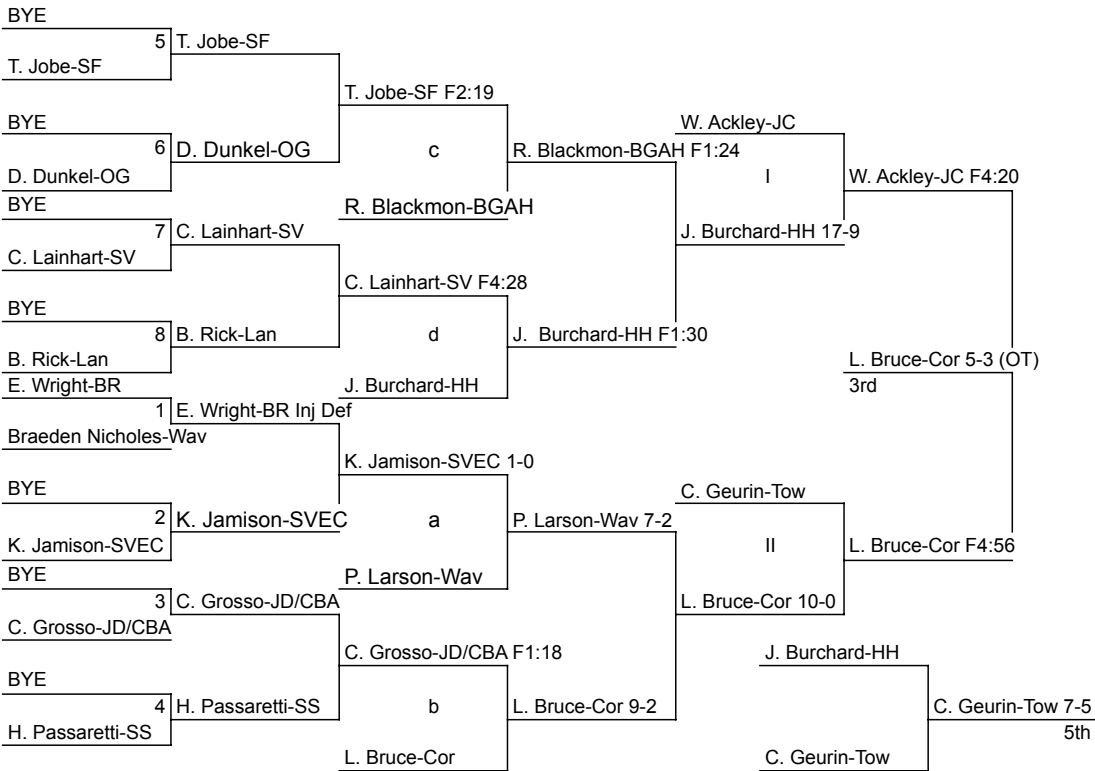 BYE
5
T. Jobe-SF
T. Jobe-SF
BYE
6
D. Dunkel-OG
D. Dunkel-OG
BYE
7
C. Lainhart-SV
C. Lainhart-SV
BYE
8
B. Rick-Lan
B. Rick-Lan
E. Wright-BR
1
E. Wright-BR Inj Def
Braeden Nicholes-Wav
BYE
2
K. Jamison-SVEC
K. Jamison-SVEC
BYE
3
C. Grosso-JD/CBA
C. Grosso-JD/CBA
BYE
4
H. Passaretti-SS
H. Passaretti-SS
T. Jobe-SF F2:19
c
R. Blackmon-BGAH
C. Lainhart-SV F4:28
d
J. Burchard-HH
K. Jamison-SVEC 1-0
a
P. Larson-Wav
C. Grosso-JD/CBA F1:18
b
L. Bruce-Cor
R. Blackmon-BGAH F1:24
J. Burchard-HH F1:30
P. Larson-Wav 7-2
L. Bruce-Cor 9-2
W. Ackley-JC
I
J. Burchard-HH 17-9
C. Geurin-Tow
II
L. Bruce-Cor 10-0
W. Ackley-JC F4:20
L. Bruce-Cor 5-3 (OT)
3rd
L. Bruce-Cor F4:56
J. Burchard-HH
C. Geurin-Tow
C. Geurin-Tow 7-5
5th